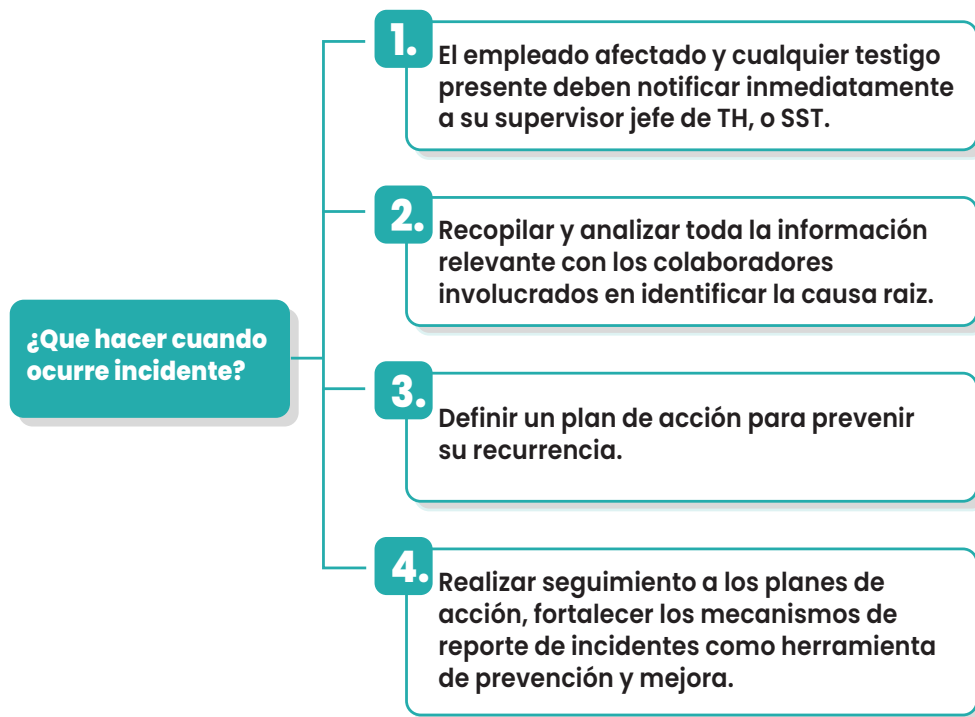 ¿Que hacer cuando
ocurre incidente?
1.
El empleado afectado y cualquier testigo
presente deben notificar inmediatamente
a su supervisor jefe de TH, o SST.
2.
Recopilar y analizar toda la información
relevante con los colaboradores
involucrados en identificar la causa raiz.
3.
Definir un plan de acción para prevenir
su recurrencia.
4.
Realizar seguimiento a los planes de
acción, fortalecer los mecanismos de
reporte de incidentes como herramienta
de prevención y mejora.